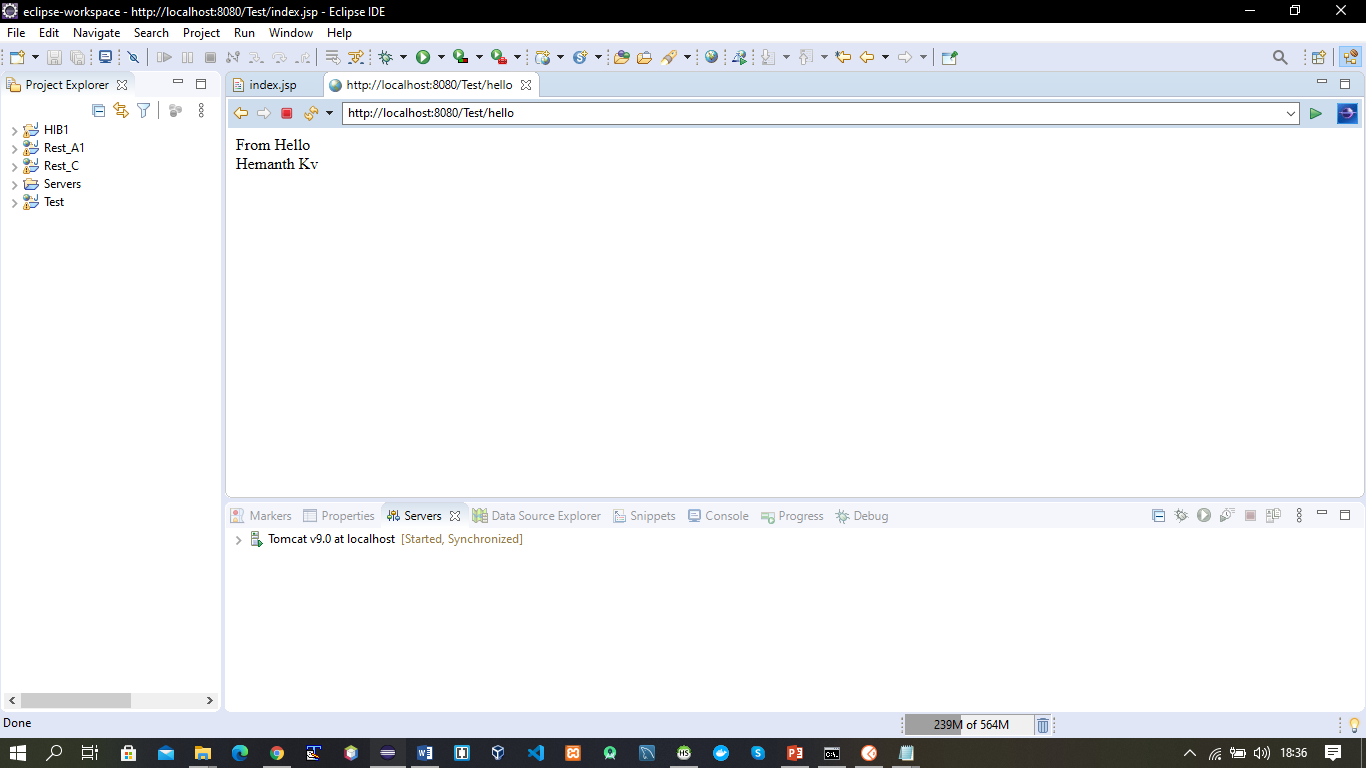 eclipse-workspace - http://localhost:8080/Test/index.jsp - Eclipse IDE
File Edit Navigate Search Project Run Window Help
Project Explorer
HIB1
Rest_A1
Rest_C
Servers
Test
index.jsp http://localhost:8080/Test/hello
http://localhost:8080/Test/hello
From Hello
Hemanth Kv
Markers Properties Servers Data Source Explorer Snippets Console Progress Debug
Tomcat v9.0 at localhost [Started, Synchronized]
Done
239M of 564M
18:36